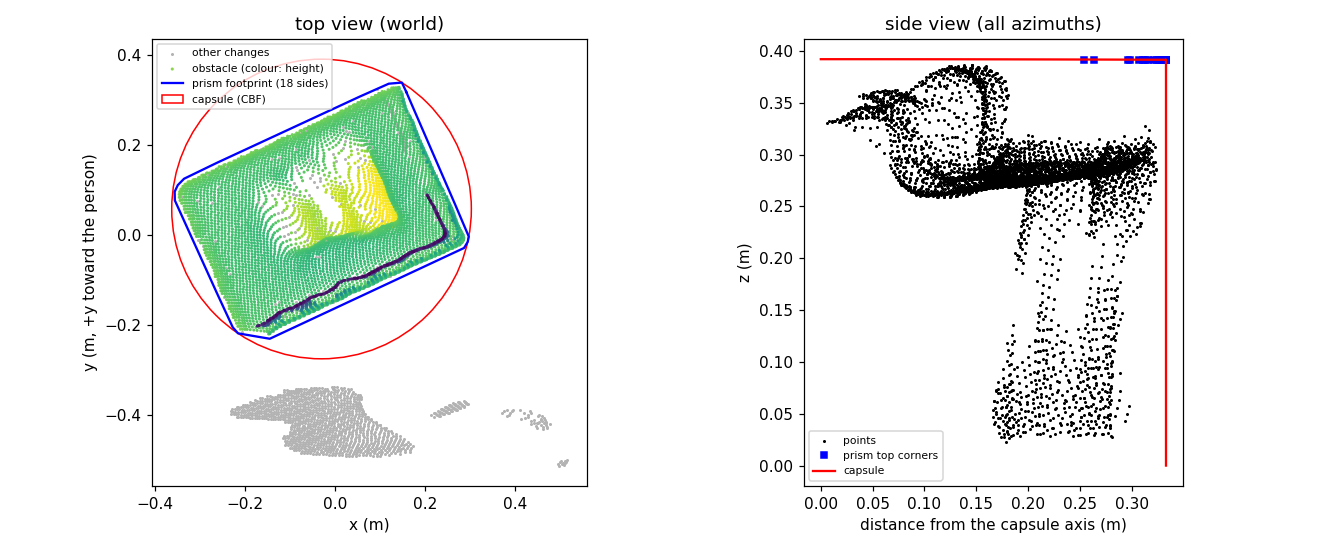 top view (world)
other changes
obstacle (colour: height)
prism footprint (18 sides)
capsule (CBF)
0.4
0.2
0.0
−0.2
−0.4
y (m, +y toward the person)
−0.4
−0.2
0.0
0.2
0.4
x (m)
side view (all azimuths)
0.40
0.35
0.30
0.25
0.20
0.15
0.10
0.05
0.00
z (m)
points
prism top corners
capsule
0.00
0.05
0.10
0.15
0.20
0.25
0.30
distance from the capsule axis (m)